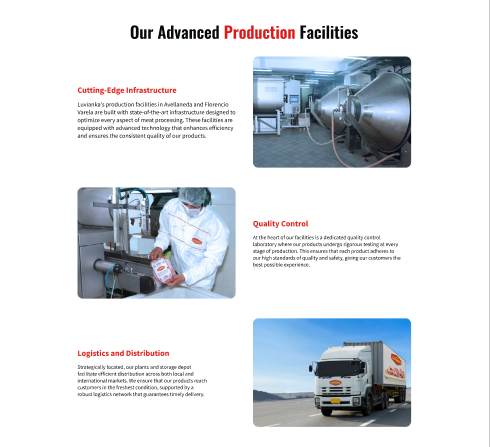 Our Advanced Production Facilities
Cutting-Edge Infrastructure
Luvianka's production facilities in Avellaneda and Florencio
Varela are built with state-of-the-art infrastructure designed to
optimize every aspect of meat processing. These facilities are
equipped with advanced technology that enhances efficiency
and ensures the consistent quality of our products.
Quality Control
At the heart of our facilities is a dedicated quality control
laboratory where our products undergo rigorous testing at every
stage of production. This ensures that each product adheres to
our high standards of quality and safety, giving our customers the
best possible experience.
Logistics and Distribution
Strategically located, our plants and storage depot
facilitate efficient distribution across both local and
international markets. We ensure that our products reach
customers in the freshest condition, supported by a
robust logistics network that guarantees timely delivery.